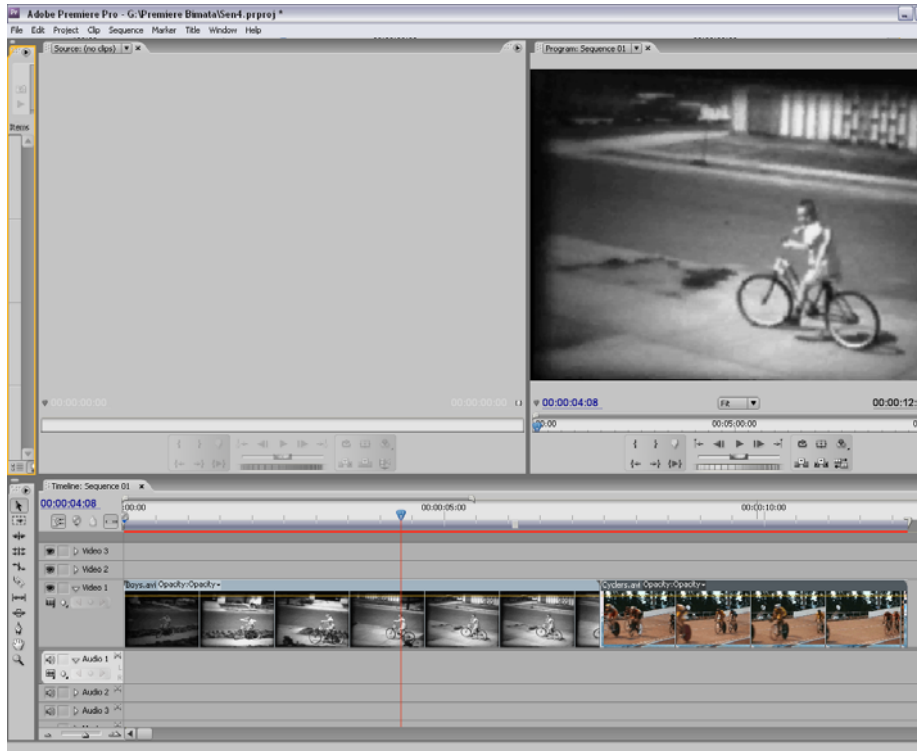 Adobe Premiere Pro - G:\Premiere Bimata\Sen4.prproj *
File Edit Project Clip Sequence Marker Title Window Help
Source: (no clips)
Program: Sequence 01
Items
00:00:00:00
00:00:00:00
00:00:04:08
Fit
00:00:12:
00:00
00:05:00:00
Timeline: Sequence 01
00:00:04:08
:00:00
00:00:05:00
00:00:10:00
Video 3
Video 2
Video 1
Boys.avi Opacity:Opacity
Cyclers.avi Opacity:Opacity
Audio 1
Audio 2
Audio 3